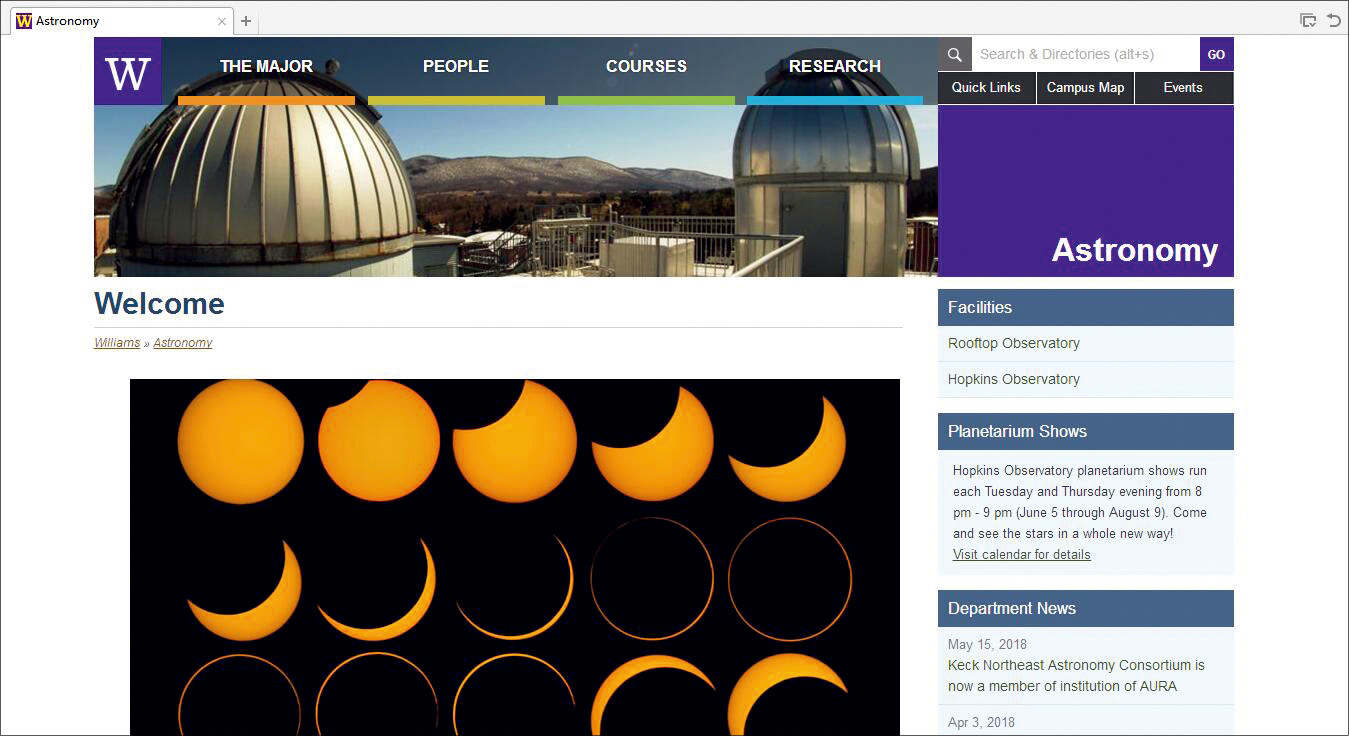 W Astronomy
W
THE MAJOR
PEOPLE
COURSES
RESEARCH
Search & Directories (alt+s)
GO
Quick Links
Campus Map
Events
Astronomy
Welcome
Williams » Astronomy
Facilities
Rooftop Observatory
Hopkins Observatory
Planetarium Shows
Hopkins Observatory planetarium shows run
each Tuesday and Thursday evening from 8
pm - 9 pm (June 5 through August 9). Come
and see the stars in a whole new way!
Visit calendar for details
Department News
May 15, 2018
Keck Northeast Astronomy Consortium is
now a member of institution of AURA
Apr 3, 2018